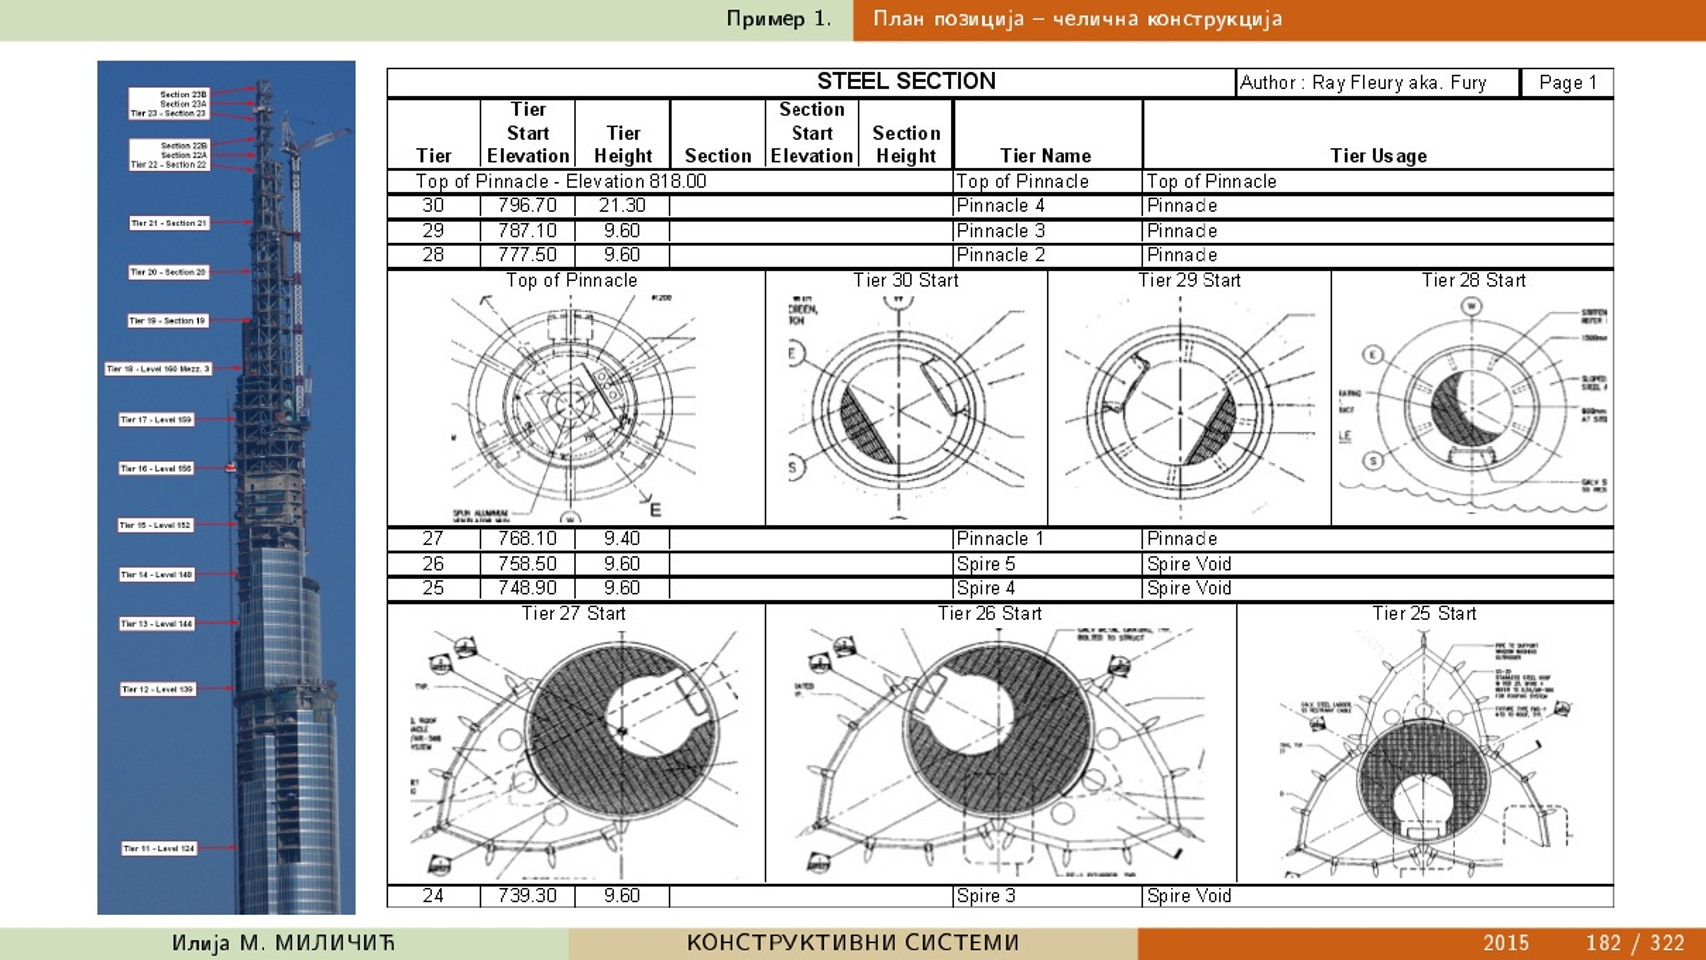 Пример 1.
План позиција – челична конструкција
Section 23B
Section 23A
Tier 23 - Section 23
Section 22B
Section 22A
Tier 22 - Section 22
Tier 21 - Section 21
Tier 20 - Section 20
Tier 19 - Section 19
Tier 18 - Level 160 Mezz. 3
Tier 17 - Level 159
Tier 16 - Level 156
Tier 15 - Level 152
Tier 14 - Level 148
Tier 13 - Level 144
Tier 12 - Level 139
Tier 11 - Level 124
STEEL SECTION
Author : Ray Fleury aka. Fury
Page 1
Tier
Tier Start Elevation
Tier Height
Section
Section Start Elevation
Section Height
Tier Name
Tier Usage
Top of Pinnacle - Elevation 818.00 Top of Pinnacle Top of Pinnacle
30 796.70 21.30 Pinnacle 4 Pinnacle
29 787.10 9.60 Pinnacle 3 Pinnacle
28 777.50 9.60 Pinnacle 2 Pinnacle
Top of Pinnacle
Tier 30 Start
Tier 29 Start
Tier 28 Start
E
SPUN ALUMINUM
W
E
S
W
E
S
27 768.10 9.40 Pinnacle 1 Pinnacle
26 758.50 9.60 Spire 5 Spire Void
25 748.90 9.60 Spire 4 Spire Void
Tier 27 Start
Tier 26 Start
Tier 25 Start
TYP.
BOLTED TO STRUCT
24 739.30 9.60 Spire 3 Spire Void
Илија М. МИЛИЧИЋ
КОНСТРУКТИВНИ СИСТЕМИ
2015
182 / 322